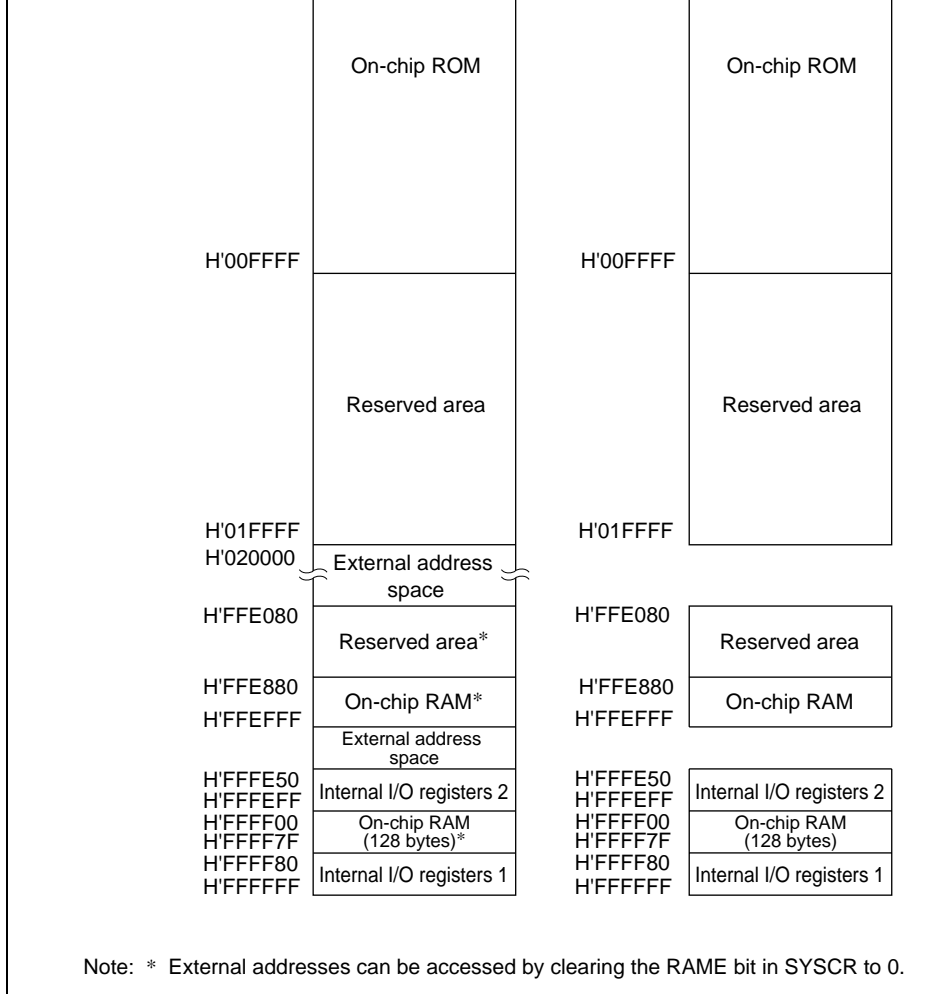 On-chip ROM
On-chip ROM
H'00FFFF
H'00FFFF
Reserved area
Reserved area
H'01FFFF
H'01FFFF
H'020000
External address
space
H'FFE080
H'FFE080
Reserved area*
Reserved area
H'FFE880
H'FFE880
On-chip RAM*
On-chip RAM
H'FFEFFF
H'FFEFFF
External address
space
H'FFFE50
H'FFFE50
Internal I/O registers 2
Internal I/O registers 2
H'FFFEFF
H'FFFEFF
H'FFFF00
H'FFFF00
On-chip RAM
(128 bytes)*
On-chip RAM
(128 bytes)
H'FFFF7F
H'FFFF7F
H'FFFF80
H'FFFF80
Internal I/O registers 1
Internal I/O registers 1
H'FFFFFF
H'FFFFFF
Note: * External addresses can be accessed by clearing the RAME bit in SYSCR to 0.